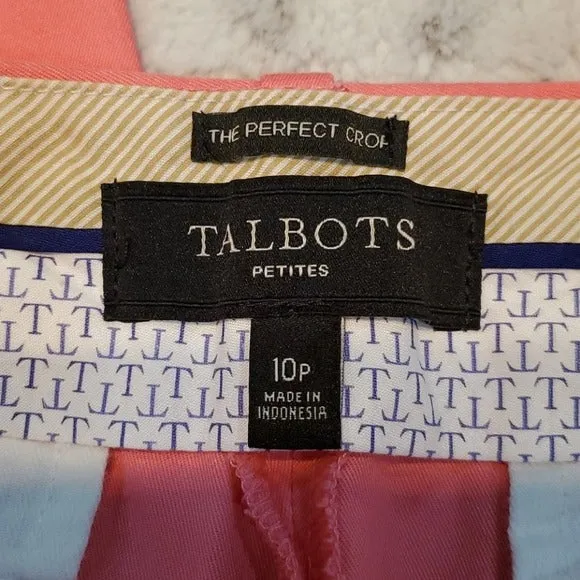 THE PERFECT CROP
TALBOTS
PETITES
10P
MADE IN
INDONESIA